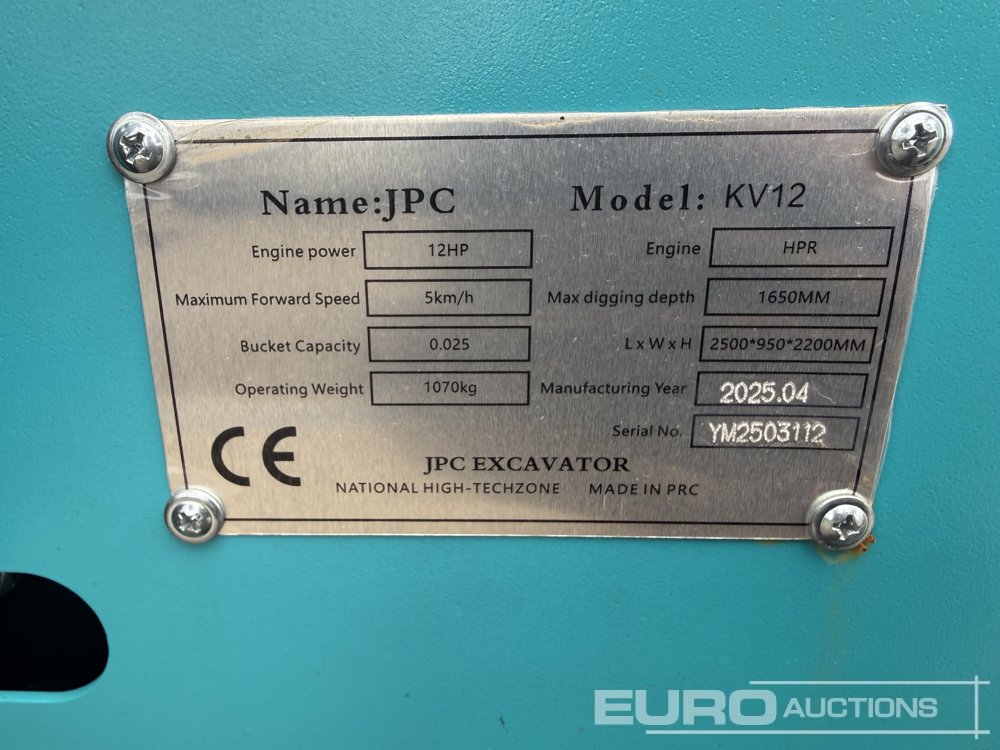 Name:JPC Model: KV12
Engine power 12HP Engine HPR
Maximum Forward Speed 5km/h Max digging depth 1650MM
Bucket Capacity 0.025 L x W x H 2500*950*2200MM
Operating Weight 1070kg Manufacturing Year 2025.04
Serial No. YM2503112
CE JPC EXCAVATOR
NATIONAL HIGH-TECHZONE MADE IN PRC
EURO AUCTIONS